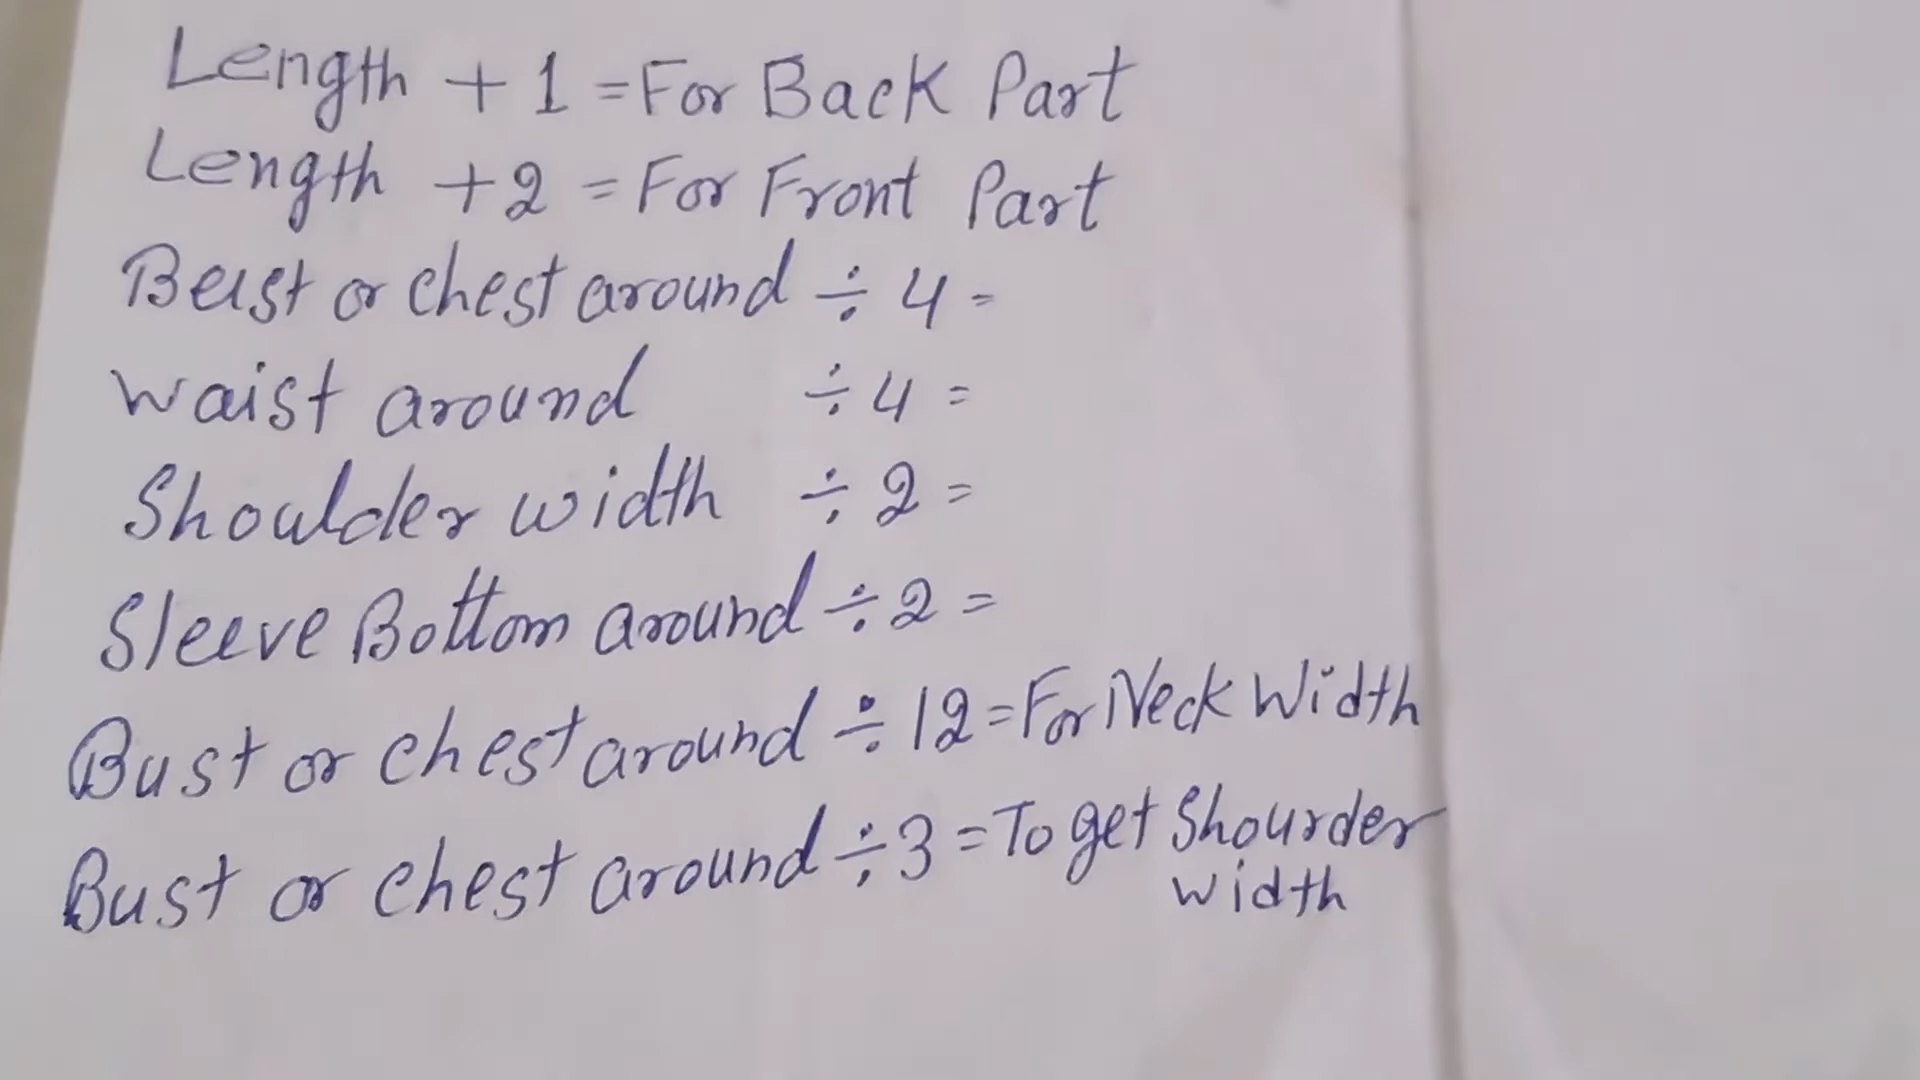 Length + 1 = For Back Part
Length + 2 = For Front Part
Bust or chest around ÷ 4 =
Waist around ÷ 4 =
Shoulder width ÷ 2 =
Sleeve Bottom around ÷ 2 =
Bust or chest around ÷ 12 = For Neck Width
Bust or chest around ÷ 3 = To get Shourder
width